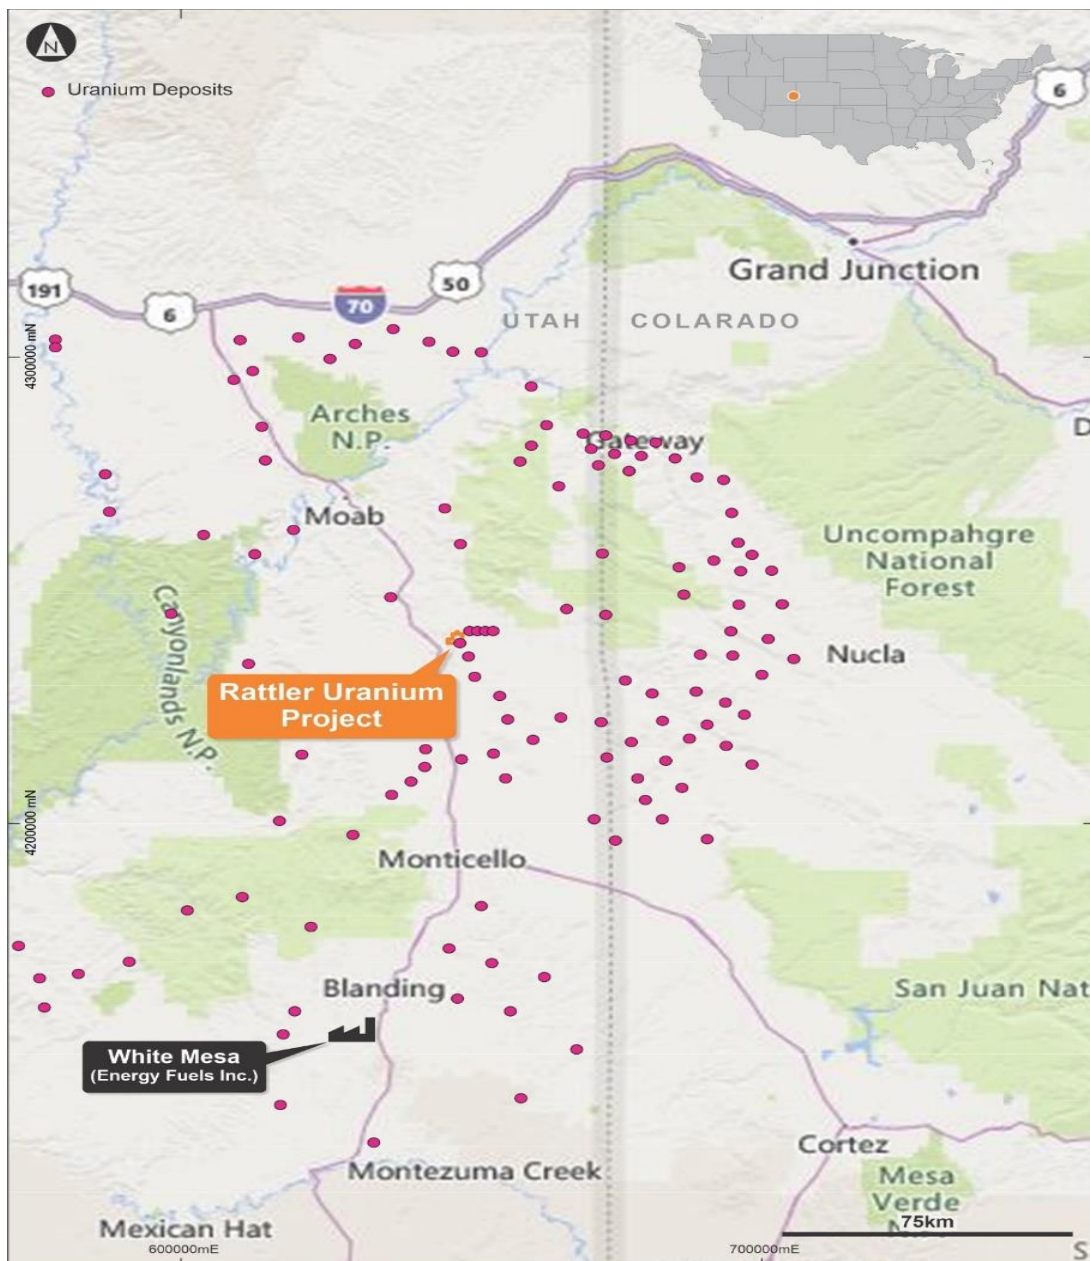 N
Uranium Deposits
6
Grand Junction
191
6
70
50
UTAH
COLARADO
4300000 mN
Arches
N.P.
Gateway
D
Moab
Uncompahgre
National
Forest
Canyonlands N.P.
Nucla
Rattler Uranium
Project
4200000 mN
Monticello
Blanding
San Juan Nat
White Mesa
(Energy Fuels Inc.)
Cortez
Montezuma Creek
Mesa
Verde
75km
Mexican Hat
600000mE
700000mE
S